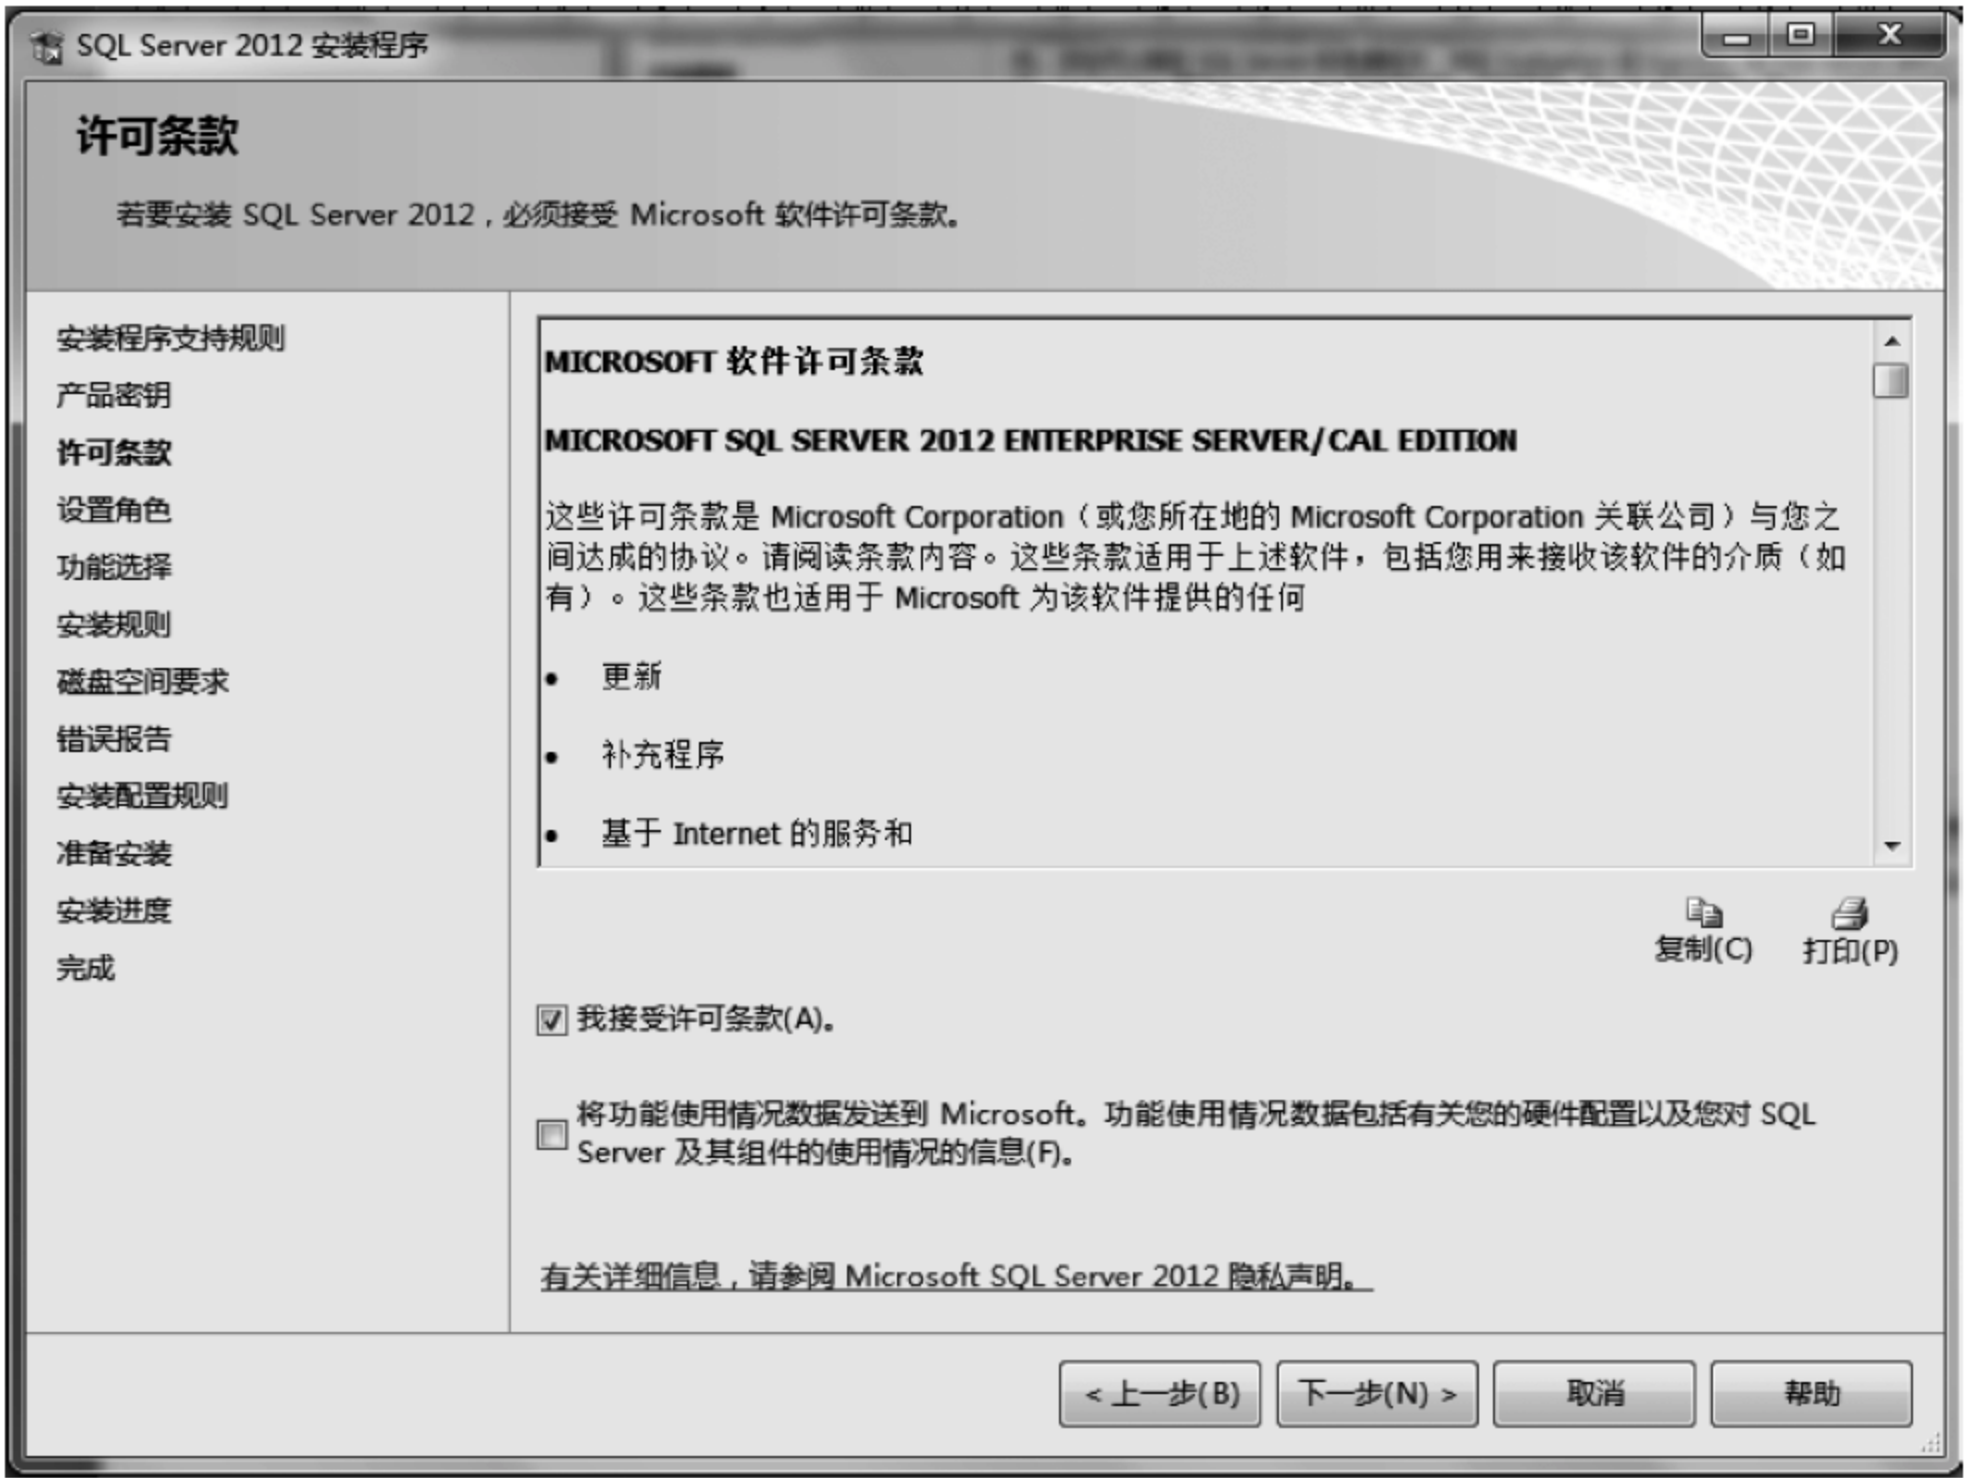 SQL Server 2012 安装程序
许可条款
若要安装 SQL Server 2012，必须接受 Microsoft 软件许可条款。
安装程序支持规则
产品密钥
许可条款
设置角色
功能选择
安装规则
磁盘空间要求
错误报告
安装配置规则
准备安装
安装进度
完成
MICROSOFT 软件许可条款
MICROSOFT SQL SERVER 2012 ENTERPRISE SERVER/CAL EDITION
这些许可条款是 Microsoft Corporation（或您所在地的 Microsoft Corporation 关联公司）与您之
间达成的协议。请阅读条款内容。这些条款适用于上述软件，包括您用来接收该软件的介质（如
有）。这些条款也适用于 Microsoft 为该软件提供的任何
• 更新
• 补充程序
• 基于 Internet 的服务和
复制(C) 打印(P)
我接受许可条款(A)。
将功能使用情况数据发送到 Microsoft。功能使用情况数据包括有关您的硬件配置以及您对 SQL
Server 及其组件的使用情况的信息(F)。
有关详细信息，请参阅 Microsoft SQL Server 2012 隐私声明。
< 上一步(B) 下一步(N) > 取消 帮助